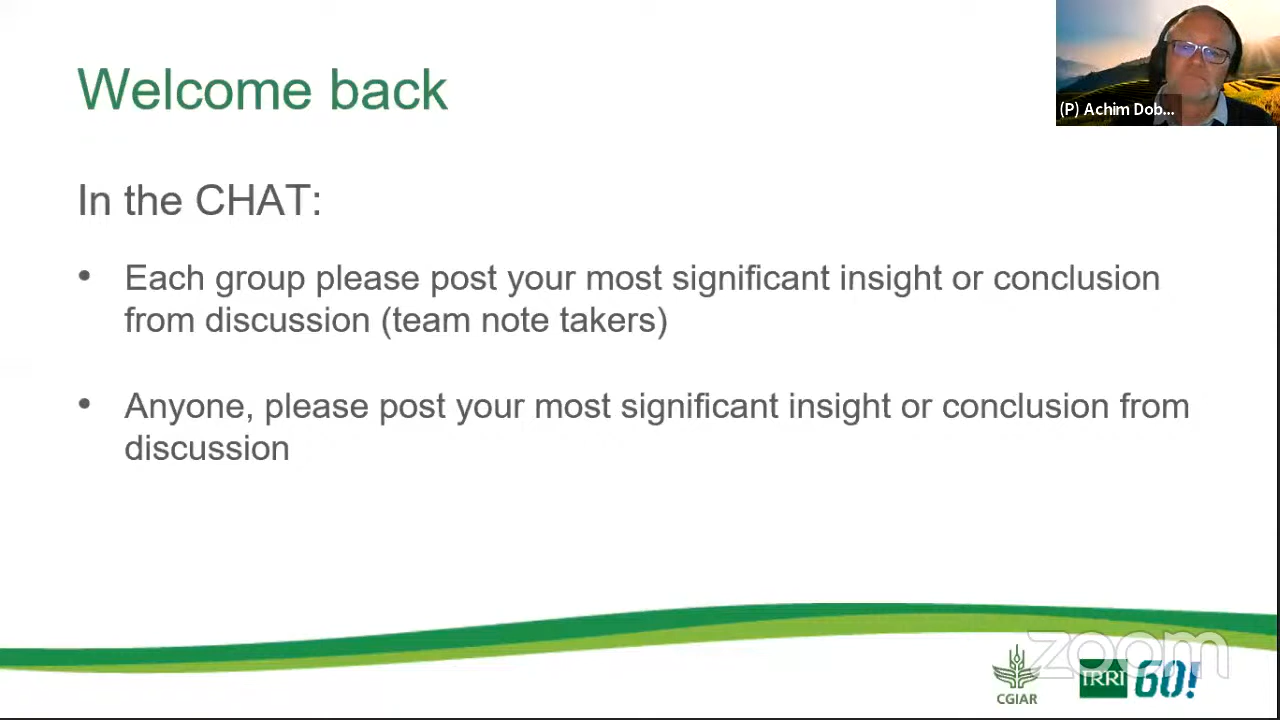 Welcome back
(P) Achim Dob...
In the CHAT:
• Each group please post your most significant insight or conclusion
from discussion (team note takers)
• Anyone, please post your most significant insight or conclusion from
discussion
zoom
CGIAR
IRRI 60!